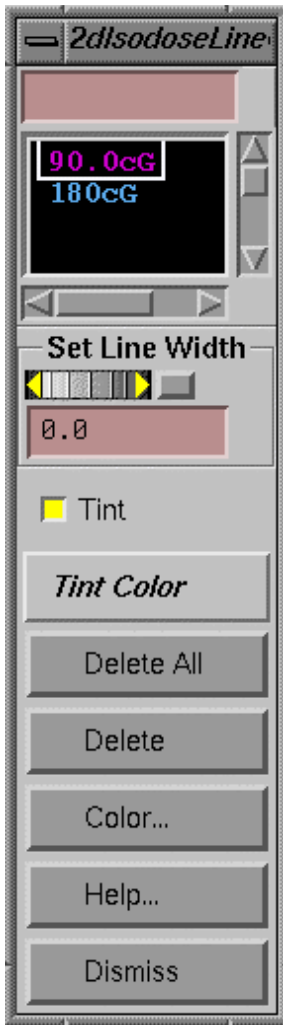 2dIsodoseLine
90.0cG
180cG
Set Line Width
0.0
Tint
Tint Color
Delete All
Delete
Color...
Help...
Dismiss